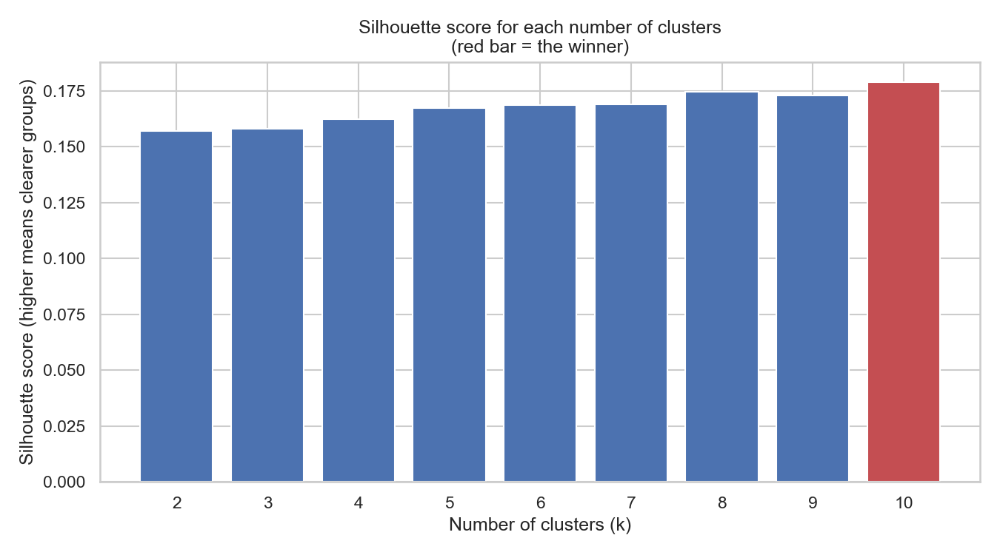 Silhouette score for each number of clusters
(red bar = the winner)
Silhouette score (higher means clearer groups)
0.175
0.150
0.125
0.100
0.075
0.050
0.025
0.000
2 3 4 5 6 7 8 9 10
Number of clusters (k)